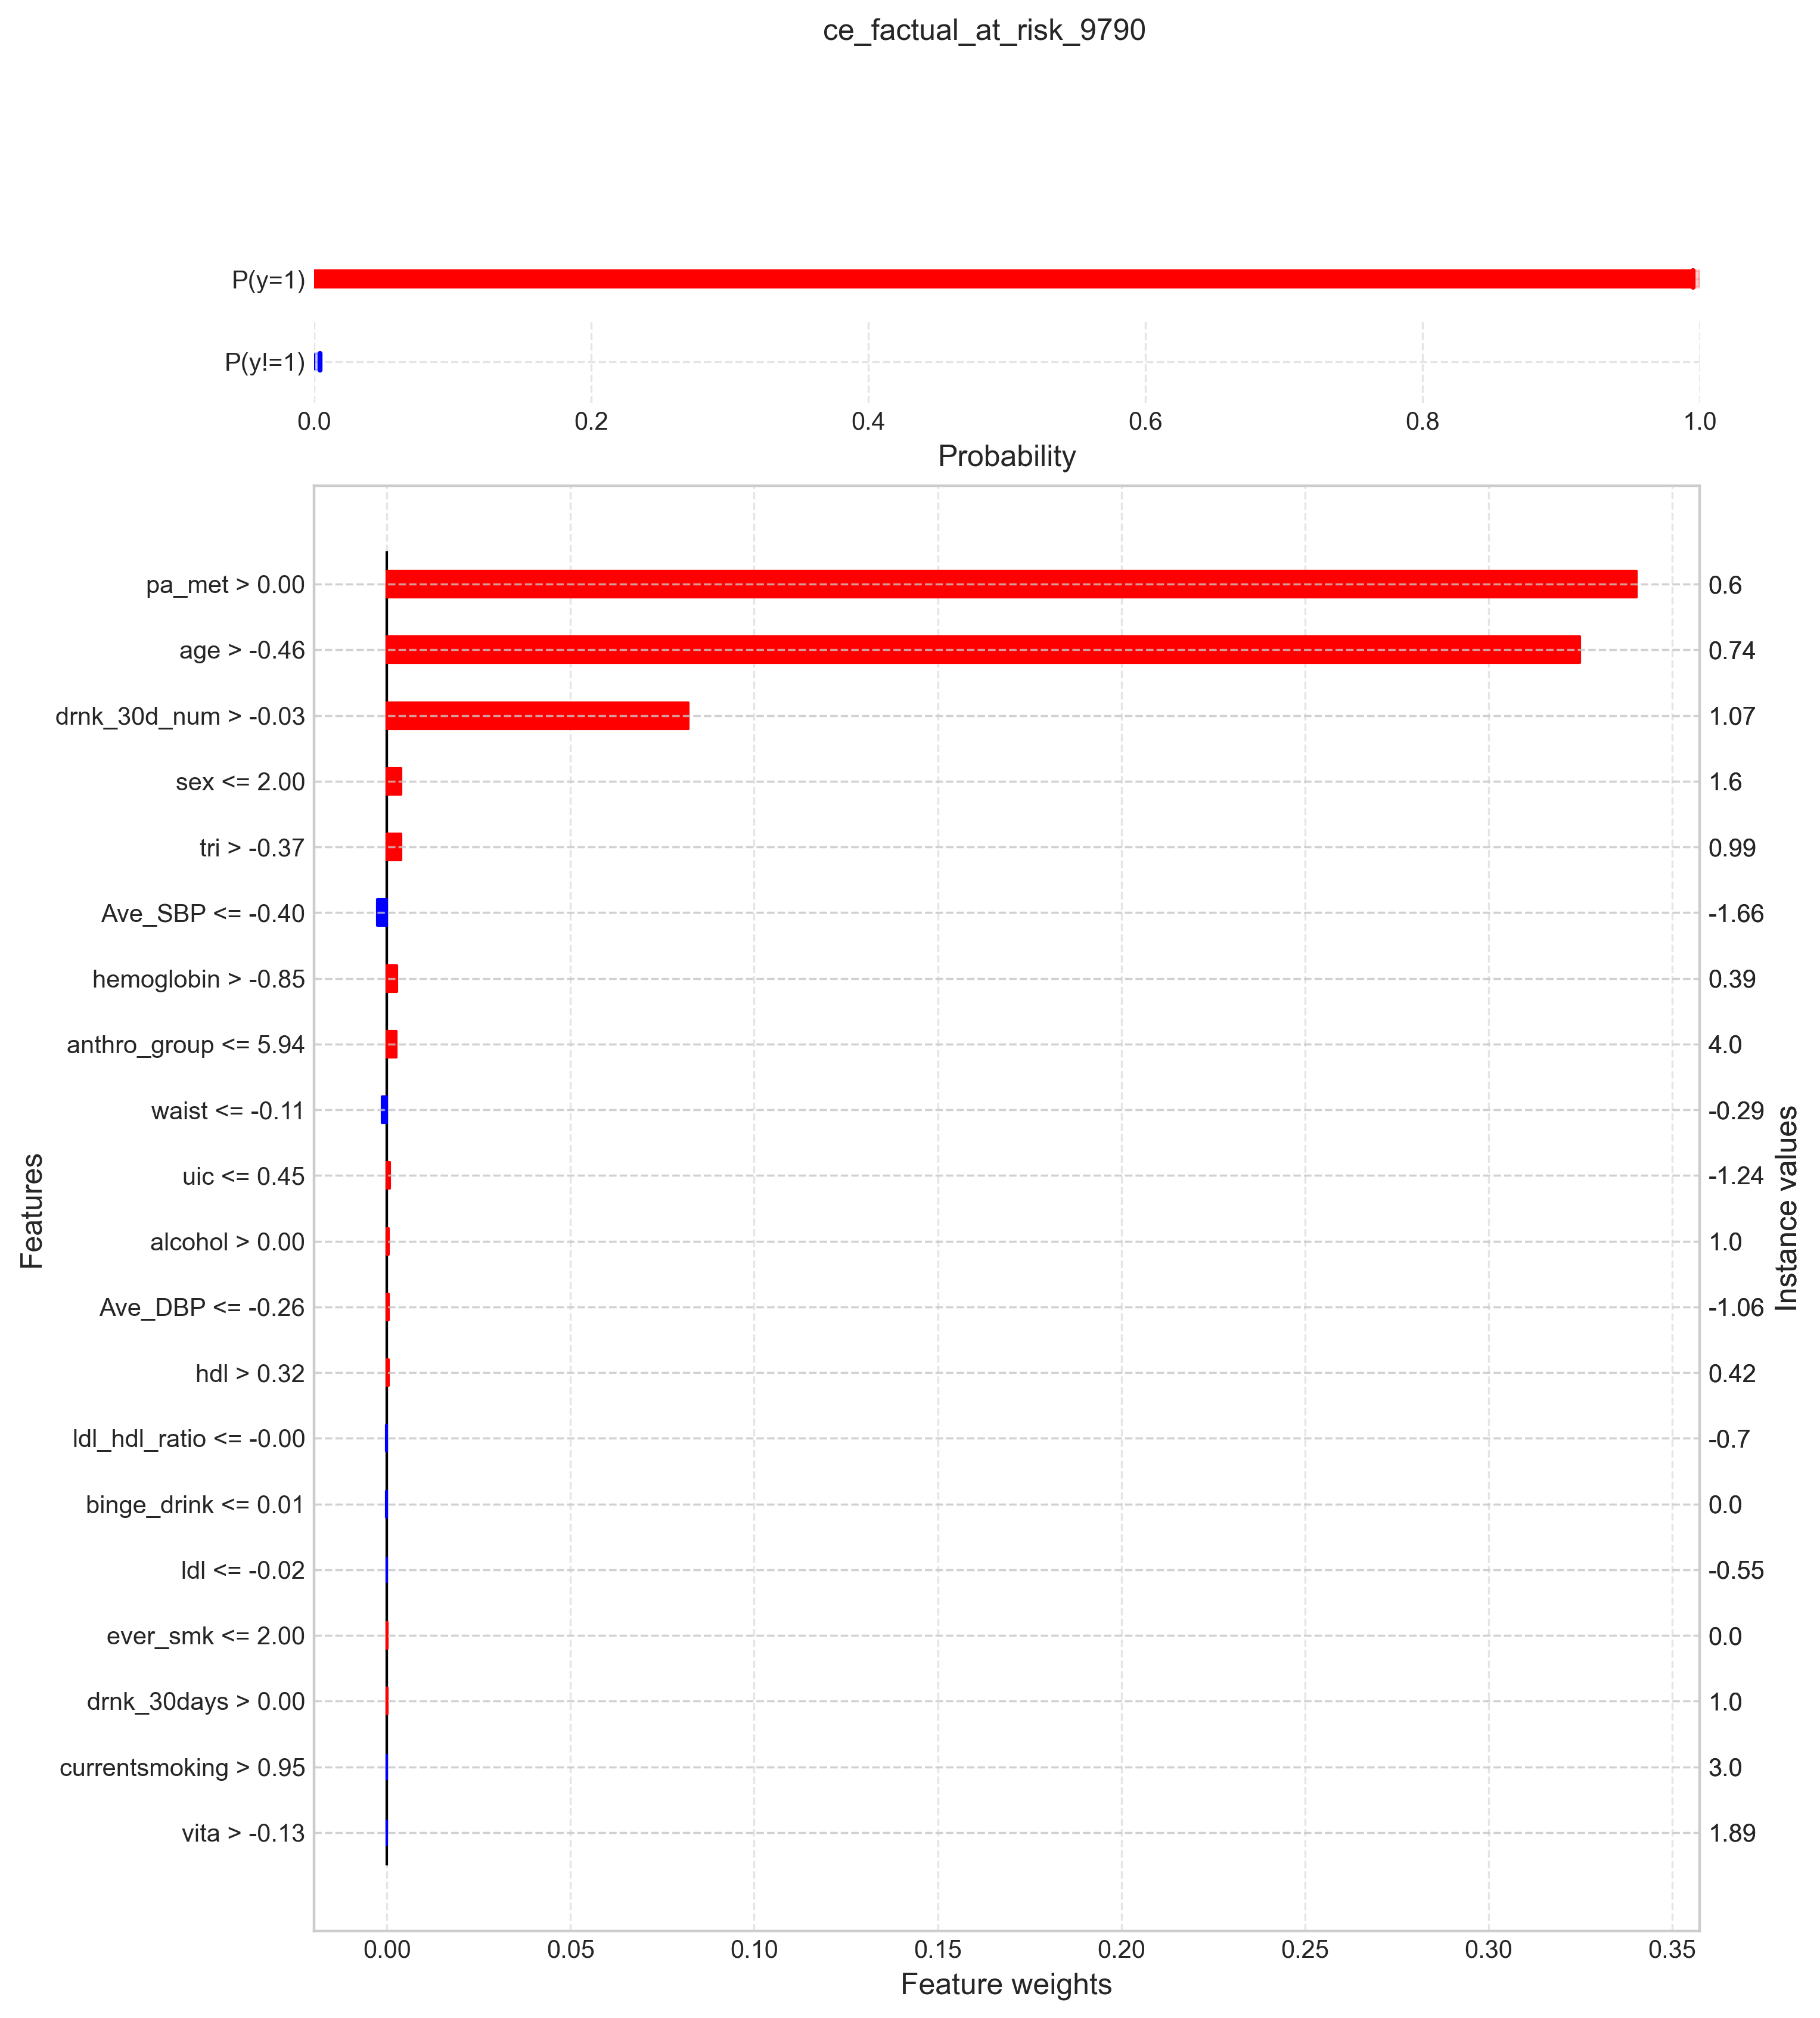 ce_factual_at_risk_9790
P(y=1)
P(y!=1)
0.0 0.2 0.4 0.6 0.8 1.0
Probability
pa_met > 0.00 0.6
age > -0.46 0.74
drnk_30d_num > -0.03 1.07
sex <= 2.00 1.6
tri > -0.37 0.99
Ave_SBP <= -0.40 -1.66
hemoglobin > -0.85 0.39
anthro_group <= 5.94 4.0
waist <= -0.11 -0.29
uic <= 0.45 -1.24
alcohol > 0.00 1.0
Ave_DBP <= -0.26 -1.06
hdl > 0.32 0.42
ldl_hdl_ratio <= -0.00 -0.7
binge_drink <= 0.01 0.0
ldl <= -0.02 -0.55
ever_smk <= 2.00 0.0
drnk_30days > 0.00 1.0
currentsmoking > 0.95 3.0
vita > -0.13 1.89
Features
Instance values
0.00 0.05 0.10 0.15 0.20 0.25 0.30 0.35
Feature weights